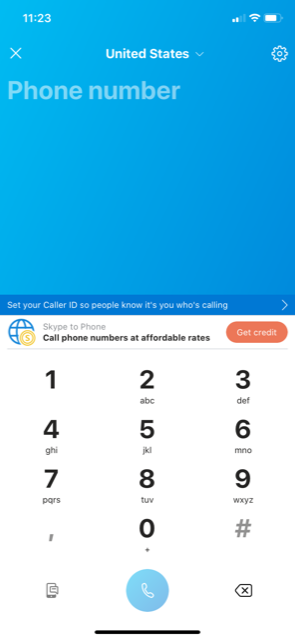 11:23
United States
Phone number
Set your Caller ID so people know it's you who's calling
Skype to Phone
Call phone numbers at affordable rates
Get credit
1 2 3
abc def
4 5 6
ghi jkl mno
7 8 9
pqrs tuv wxyz
, 0 #
+